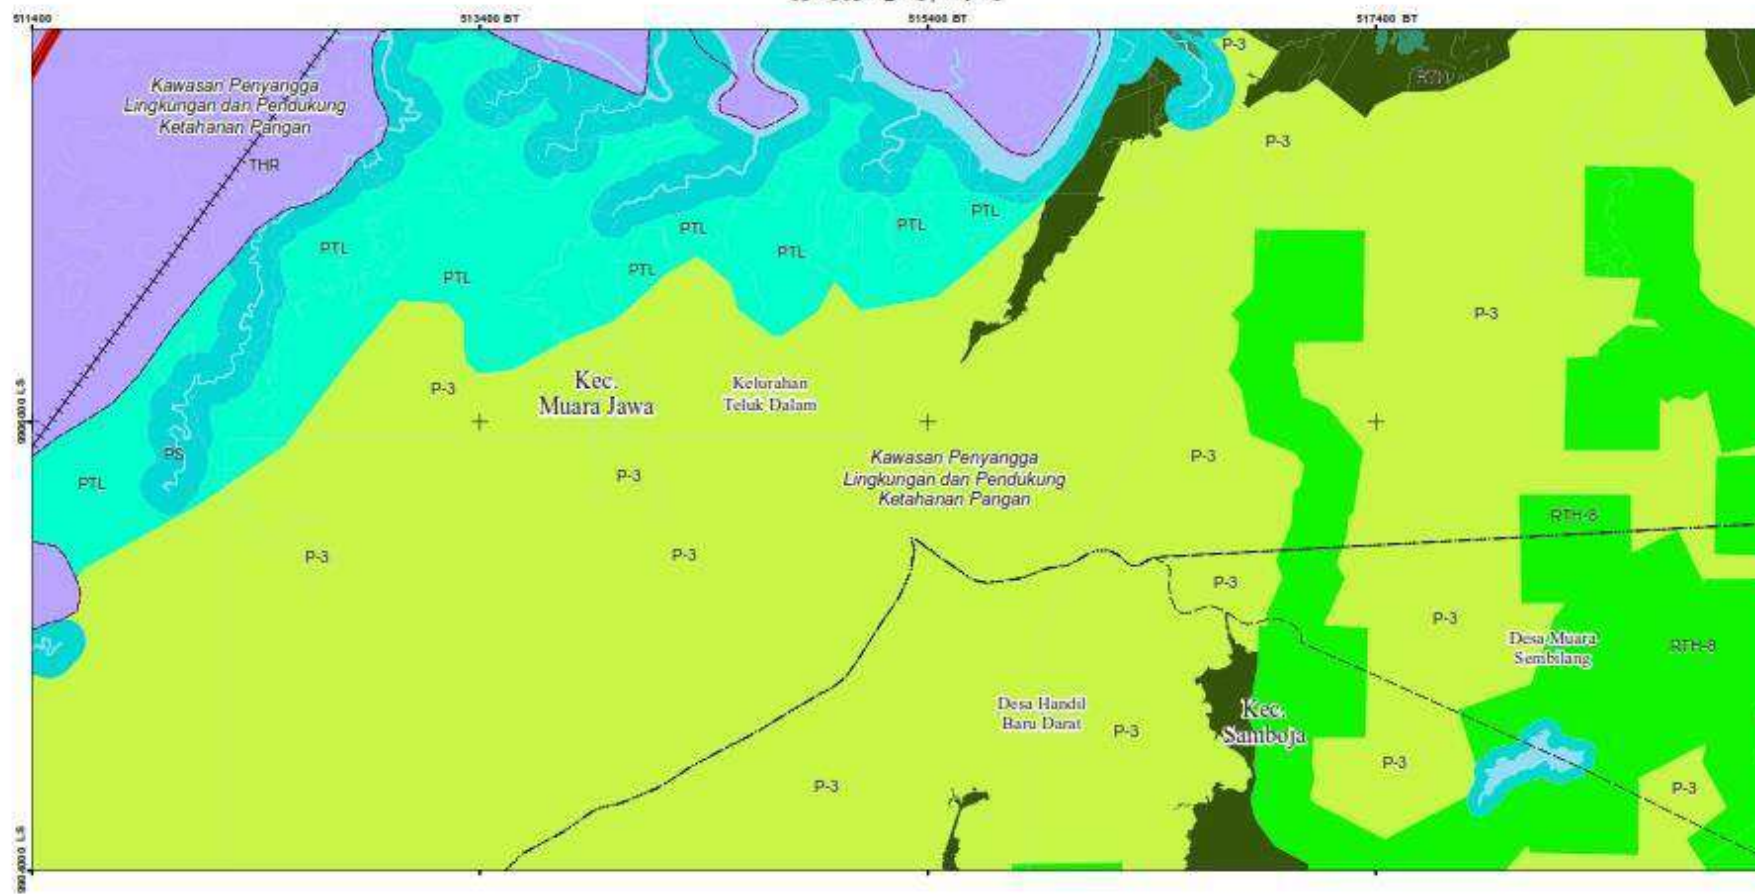 511400
513400 BT
515400 BT
517400 BT
P-3
Kawasan Penyangga
Lingkungan dan Pendukung
Ketahanan Pangan
THR
P-3
PTL
PTL
PTL
PTL
PTL
PTL
PTL
P-3
P-3
Kec.
Muara Jawa
Kelurahan
Teluk Dalam
PS
PTL
P-3
Kawasan Penyangga
Lingkungan dan Pendukung
Ketahanan Pangan
P-3
RTH-8
P-3
P-3
P-3
P-3
Desa Muara
Sembilang
RTH-8
Desa Handil
Baru Darat
P-3
Kec.
Samboja
P-3
P-3
P-3